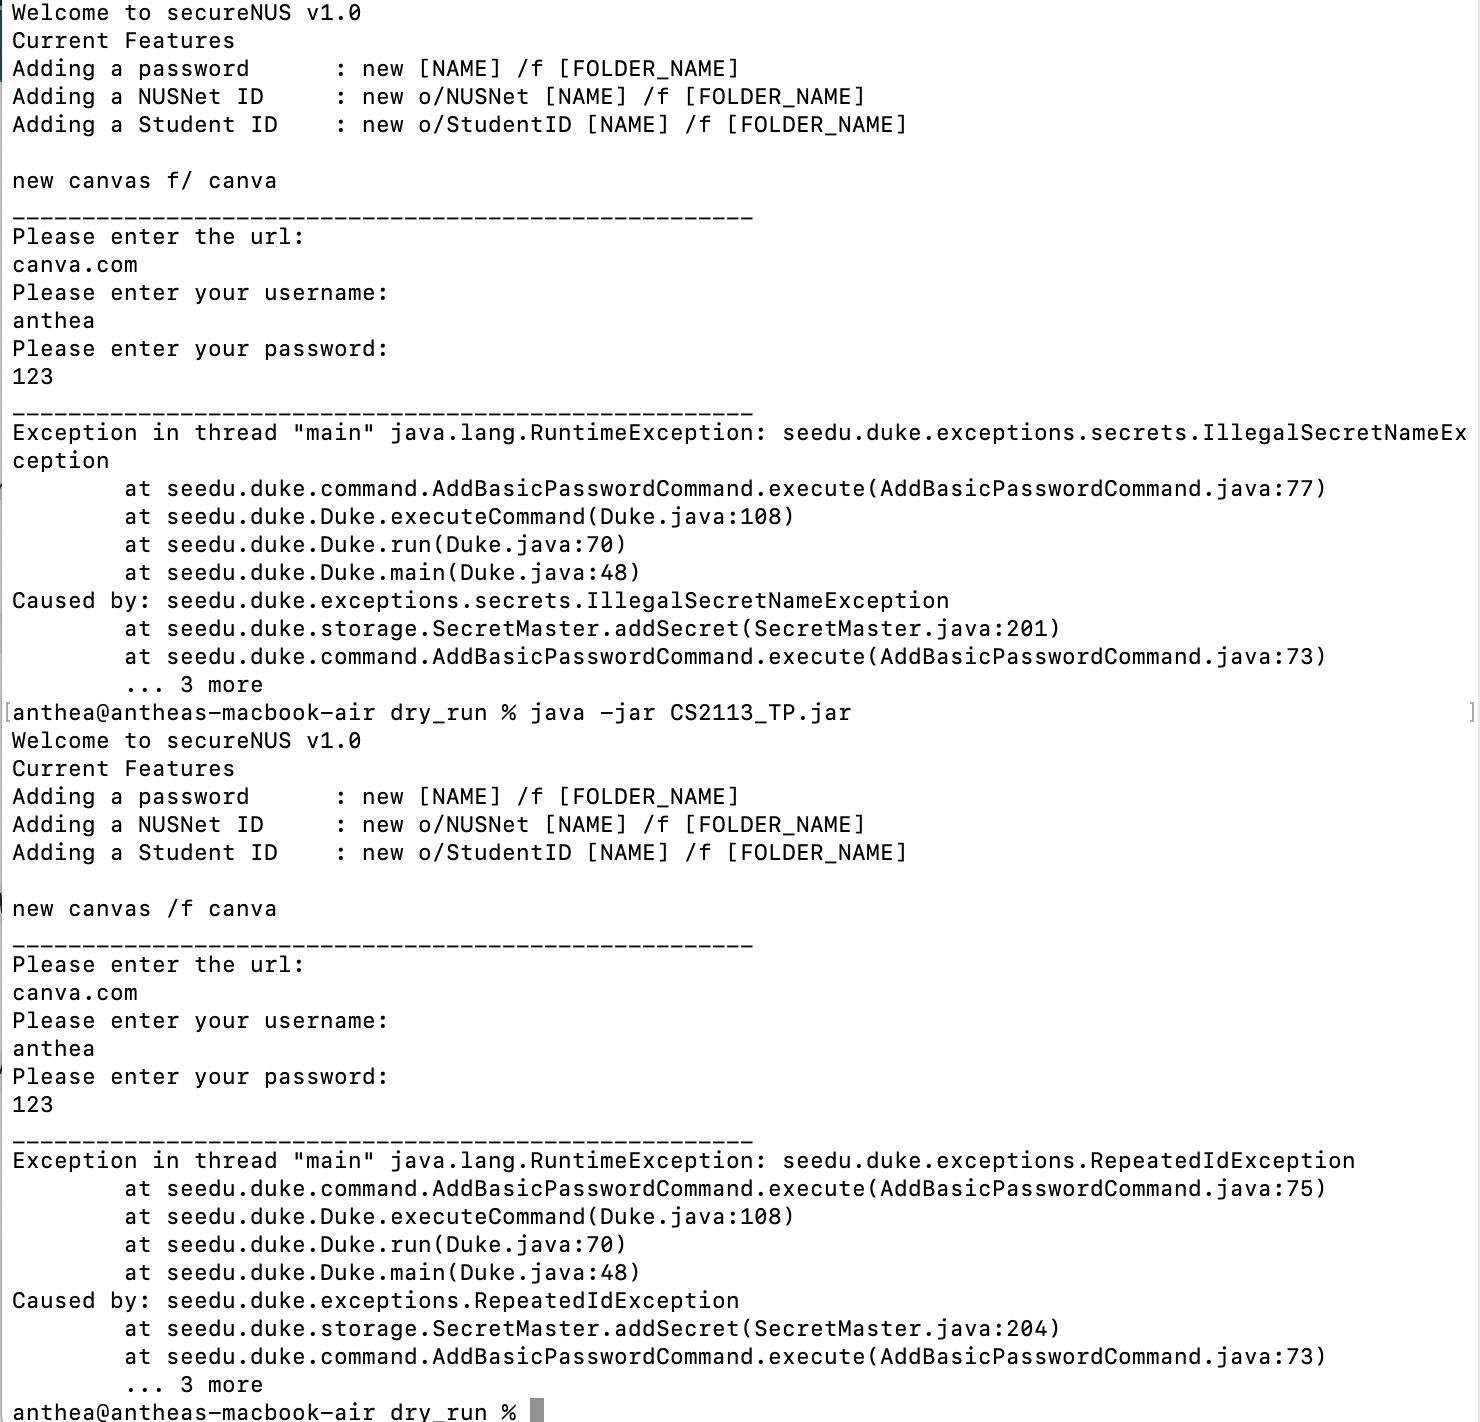 Welcome to secureNUS v1.0
Current Features
Adding a password      : new [NAME] /f [FOLDER_NAME]
Adding a NUSNet ID     : new o/NUSNet [NAME] /f [FOLDER_NAME]
Adding a Student ID    : new o/StudentID [NAME] /f [FOLDER_NAME]
new canvas f/ canva
_____________________________________________________
Please enter the url:
canva.com
Please enter your username:
anthea
Please enter your password:
123
_____________________________________________________
Exception in thread "main" java.lang.RuntimeException: seedu.duke.exceptions.secrets.IllegalSecretNameEx
ception
        at seedu.duke.command.AddBasicPasswordCommand.execute(AddBasicPasswordCommand.java:77)
        at seedu.duke.Duke.executeCommand(Duke.java:108)
        at seedu.duke.Duke.run(Duke.java:70)
        at seedu.duke.Duke.main(Duke.java:48)
Caused by: seedu.duke.exceptions.secrets.IllegalSecretNameException
        at seedu.duke.storage.SecretMaster.addSecret(SecretMaster.java:201)
        at seedu.duke.command.AddBasicPasswordCommand.execute(AddBasicPasswordCommand.java:73)
        ... 3 more
[anthea@antheas-macbook-air dry_run % java -jar CS2113_TP.jar ]
Welcome to secureNUS v1.0
Current Features
Adding a password      : new [NAME] /f [FOLDER_NAME]
Adding a NUSNet ID     : new o/NUSNet [NAME] /f [FOLDER_NAME]
Adding a Student ID    : new o/StudentID [NAME] /f [FOLDER_NAME]
new canvas /f canva
_____________________________________________________
Please enter the url:
canva.com
Please enter your username:
anthea
Please enter your password:
123
_____________________________________________________
Exception in thread "main" java.lang.RuntimeException: seedu.duke.exceptions.RepeatedIdException
        at seedu.duke.command.AddBasicPasswordCommand.execute(AddBasicPasswordCommand.java:75)
        at seedu.duke.Duke.executeCommand(Duke.java:108)
        at seedu.duke.Duke.run(Duke.java:70)
        at seedu.duke.Duke.main(Duke.java:48)
Caused by: seedu.duke.exceptions.RepeatedIdException
        at seedu.duke.storage.SecretMaster.addSecret(SecretMaster.java:204)
        at seedu.duke.command.AddBasicPasswordCommand.execute(AddBasicPasswordCommand.java:73)
        ... 3 more
anthea@antheas-macbook-air dry_run %